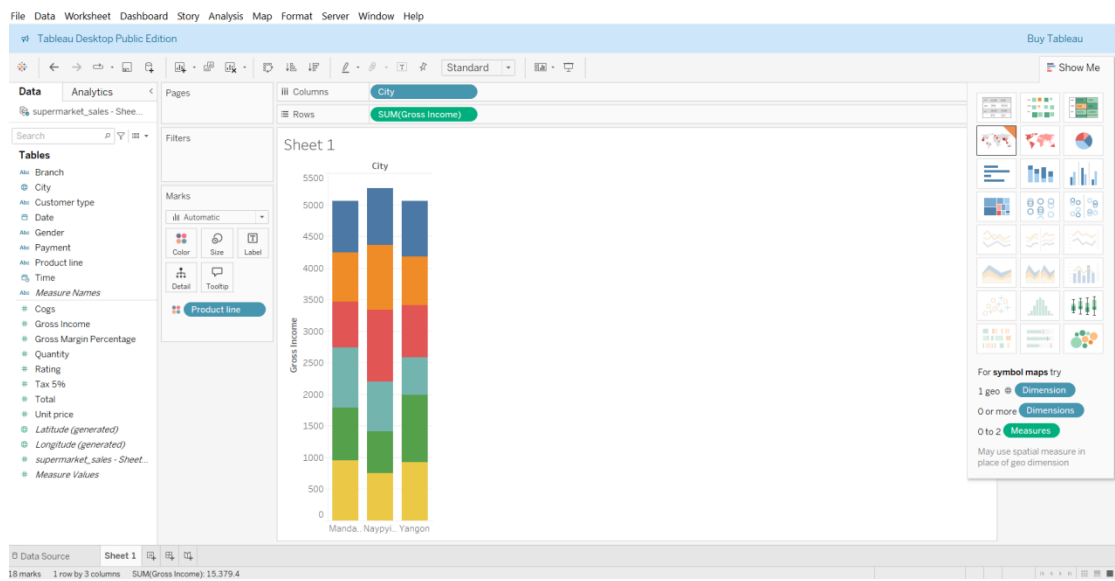 File Data Worksheet Dashboard Story Analysis Map Format Server Window Help
Tableau Desktop Public Edition Buy Tableau
Standard Show Me
Data Analytics Pages Columns City
supermarket_sales - Shee... Rows SUM(Gross Income)
Search
Tables
Abc Branch
City
Abc Customer type
Date
Abc Gender
Abc Payment
Abc Product line
Time
Abc Measure Names
# Cogs
# Gross Income
# Gross Margin Percentage
# Quantity
# Rating
# Tax 5%
# Total
# Unit price
Latitude (generated)
Longitude (generated)
# supermarket_sales - Sheet...
# Measure Values
Filters
Marks
Automatic
Color Size Label
Detail Tooltip
Product line
Sheet 1
City
5500
5000
4500
4000
3500
3000
2500
2000
1500
1000
500
0
Gross Income
Manda.. Naypyi.. Yangon
For symbol maps try
1 geo Dimension
0 or more Dimensions
0 to 2 Measures
May use spatial measure in
place of geo dimension
Data Source Sheet 1
18 marks 1 row by 3 columns SUM(Gross Income): 15,379.4